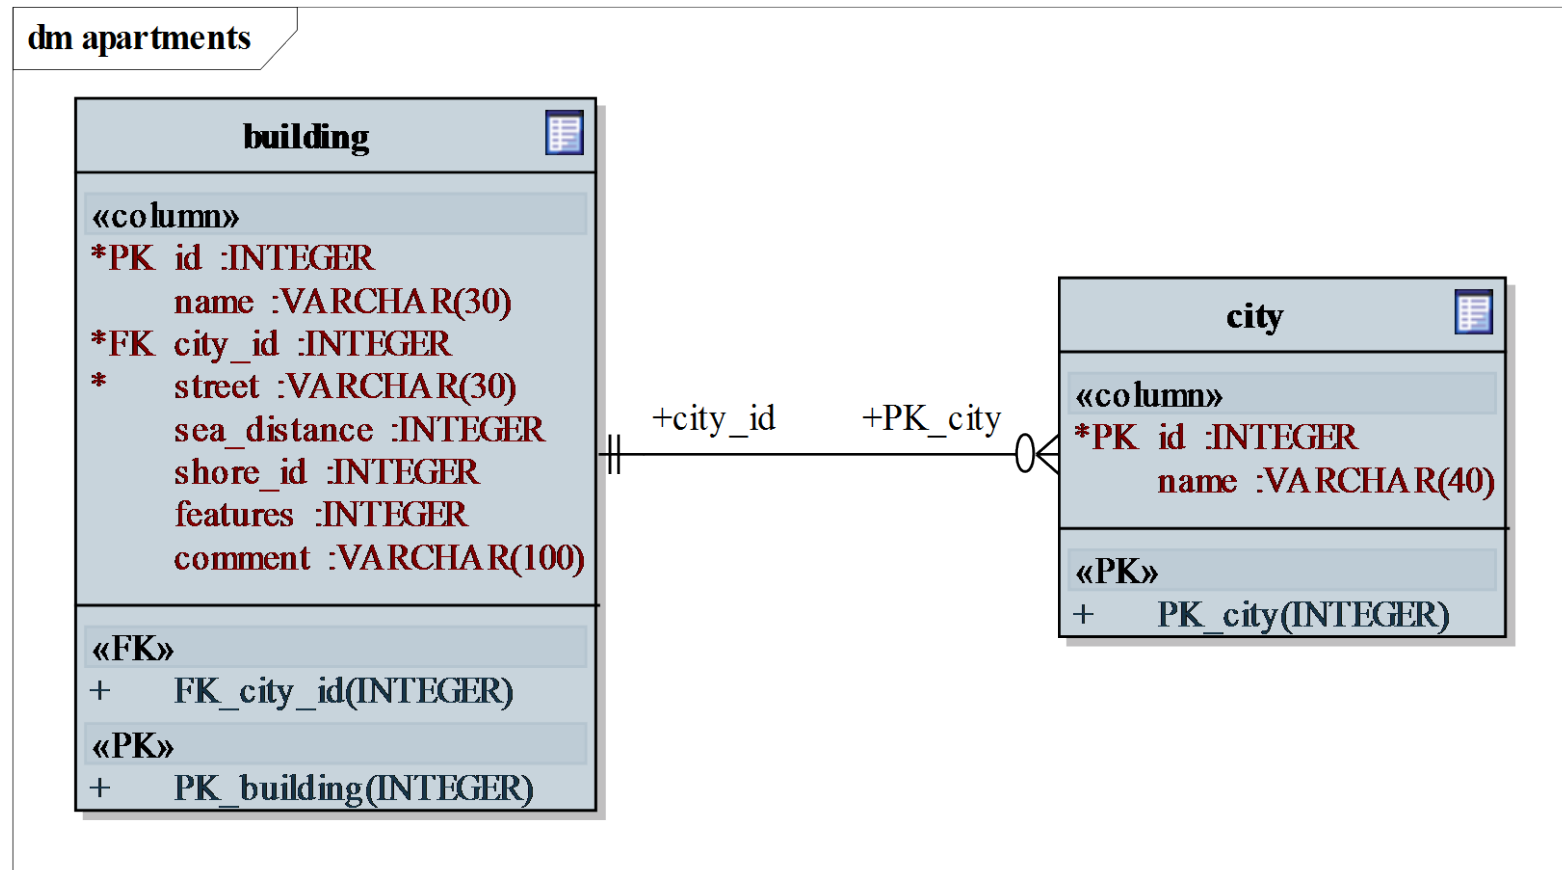 dm apartments
building
«column»
*PK id :INTEGER
name :VARCHAR(30)
*FK city_id :INTEGER
* street :VARCHAR(30)
sea_distance :INTEGER
shore_id :INTEGER
features :INTEGER
comment :VARCHAR(100)
«FK»
+ FK_city_id(INTEGER)
«PK»
+ PK_building(INTEGER)
+city_id
+PK_city
city
«column»
*PK id :INTEGER
name :VARCHAR(40)
«PK»
+ PK_city(INTEGER)